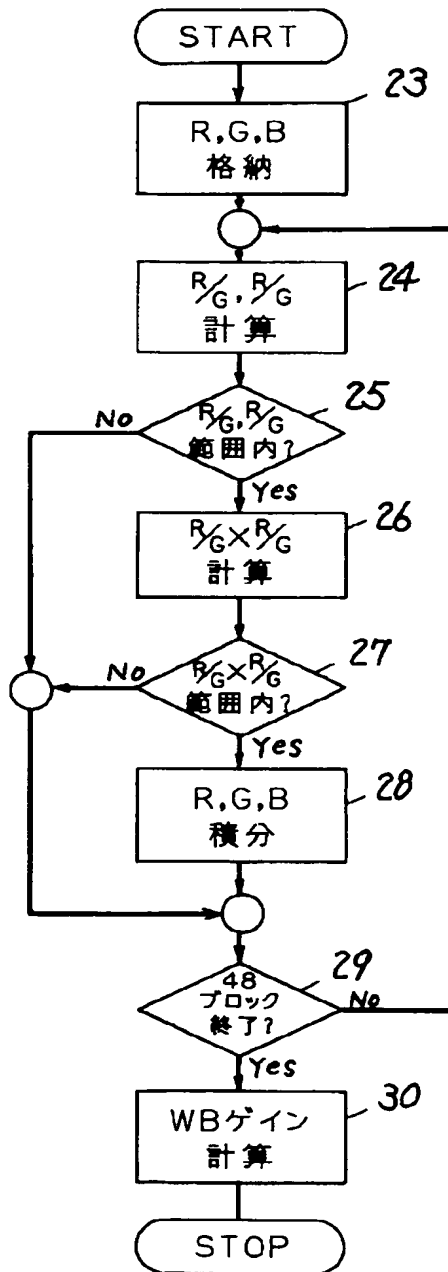 START
23
R,G,B
格納
R/G, R/G
計算
24
R/G, R/G
範囲内?
25
No
Yes
R/G×R/G
計算
26
R/G×R/G
範囲内?
27
No
Yes
R,G,B
積分
28
48
ブロック
終了?
29
No
Yes
WBゲイン
計算
30
STOP